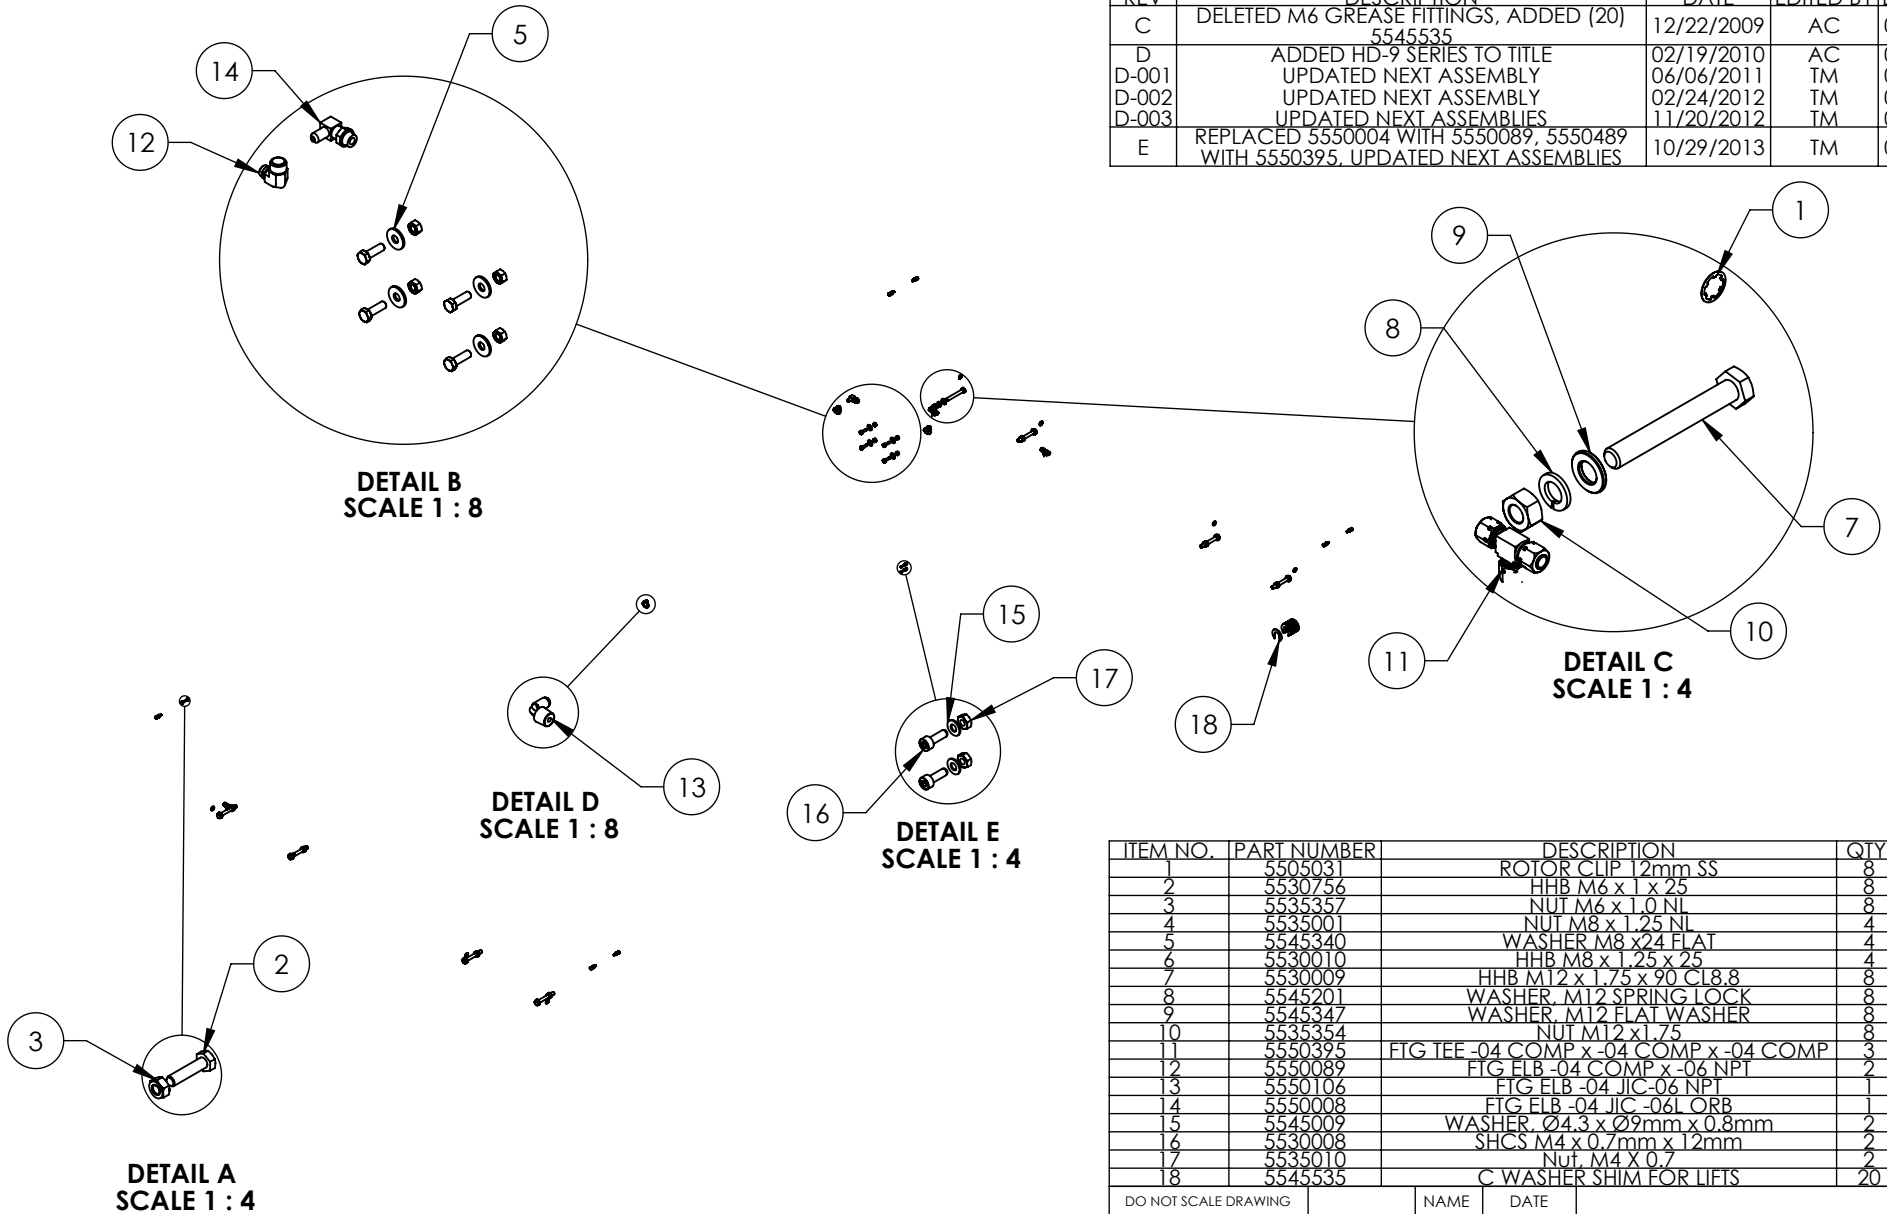 REV DESCRIPTION DATE EDITED BY
C DELETED M6 GREASE FITTINGS, ADDED (20) 5545535 12/22/2009 AC
D ADDED HD-9 SERIES TO TITLE 02/19/2010 AC
D-001 UPDATED NEXT ASSEMBLY 06/06/2011 TM
D-002 UPDATED NEXT ASSEMBLY 02/24/2012 TM
D-003 UPDATED NEXT ASSEMBLIES 11/20/2012 TM
E REPLACED 5550004 WITH 5550089, 5550489 WITH 5550395, UPDATED NEXT ASSEMBLIES 10/29/2013 TM
5
14
12
DETAIL B
SCALE 1 : 8
1
9
8
7
10
11
DETAIL C
SCALE 1 : 4
18
15
17
16
DETAIL E
SCALE 1 : 4
13
DETAIL D
SCALE 1 : 8
2
3
DETAIL A
SCALE 1 : 4
ITEM NO. PART NUMBER DESCRIPTION QTY
1 5505031 ROTOR CLIP 12mm SS 8
2 5530756 HHB M6 x 1 x 25 8
3 5535357 NUT M6 x 1.0 NL 8
4 5535001 NUT M8 x 1.25 NL 4
5 5545340 WASHER M8 x24 FLAT 4
6 5530010 HHB M8 x 1.25 x 25 4
7 5530009 HHB M12 x 1.75 x 90 CL8.8 8
8 5545201 WASHER, M12 SPRING LOCK 8
9 5545347 WASHER, M12 FLAT WASHER 8
10 5535354 NUT M12 x1.75 8
11 5550395 FTG TEE -04 COMP x -04 COMP x -04 COMP 3
12 5550089 FTG ELB -04 COMP x -06 NPT 2
13 5550106 FTG ELB -04 JIC-06 NPT 1
14 5550008 FTG ELB -04 JIC -06L ORB 1
15 5545009 WASHER, Ø4.3 x Ø9mm x 0.8mm 2
16 5530008 SHCS M4 x 0.7mm x 12mm 2
17 5535010 Nut, M4 X 0.7 2
18 5545535 C WASHER SHIM FOR LIFTS 20
DO NOT SCALE DRAWING NAME DATE